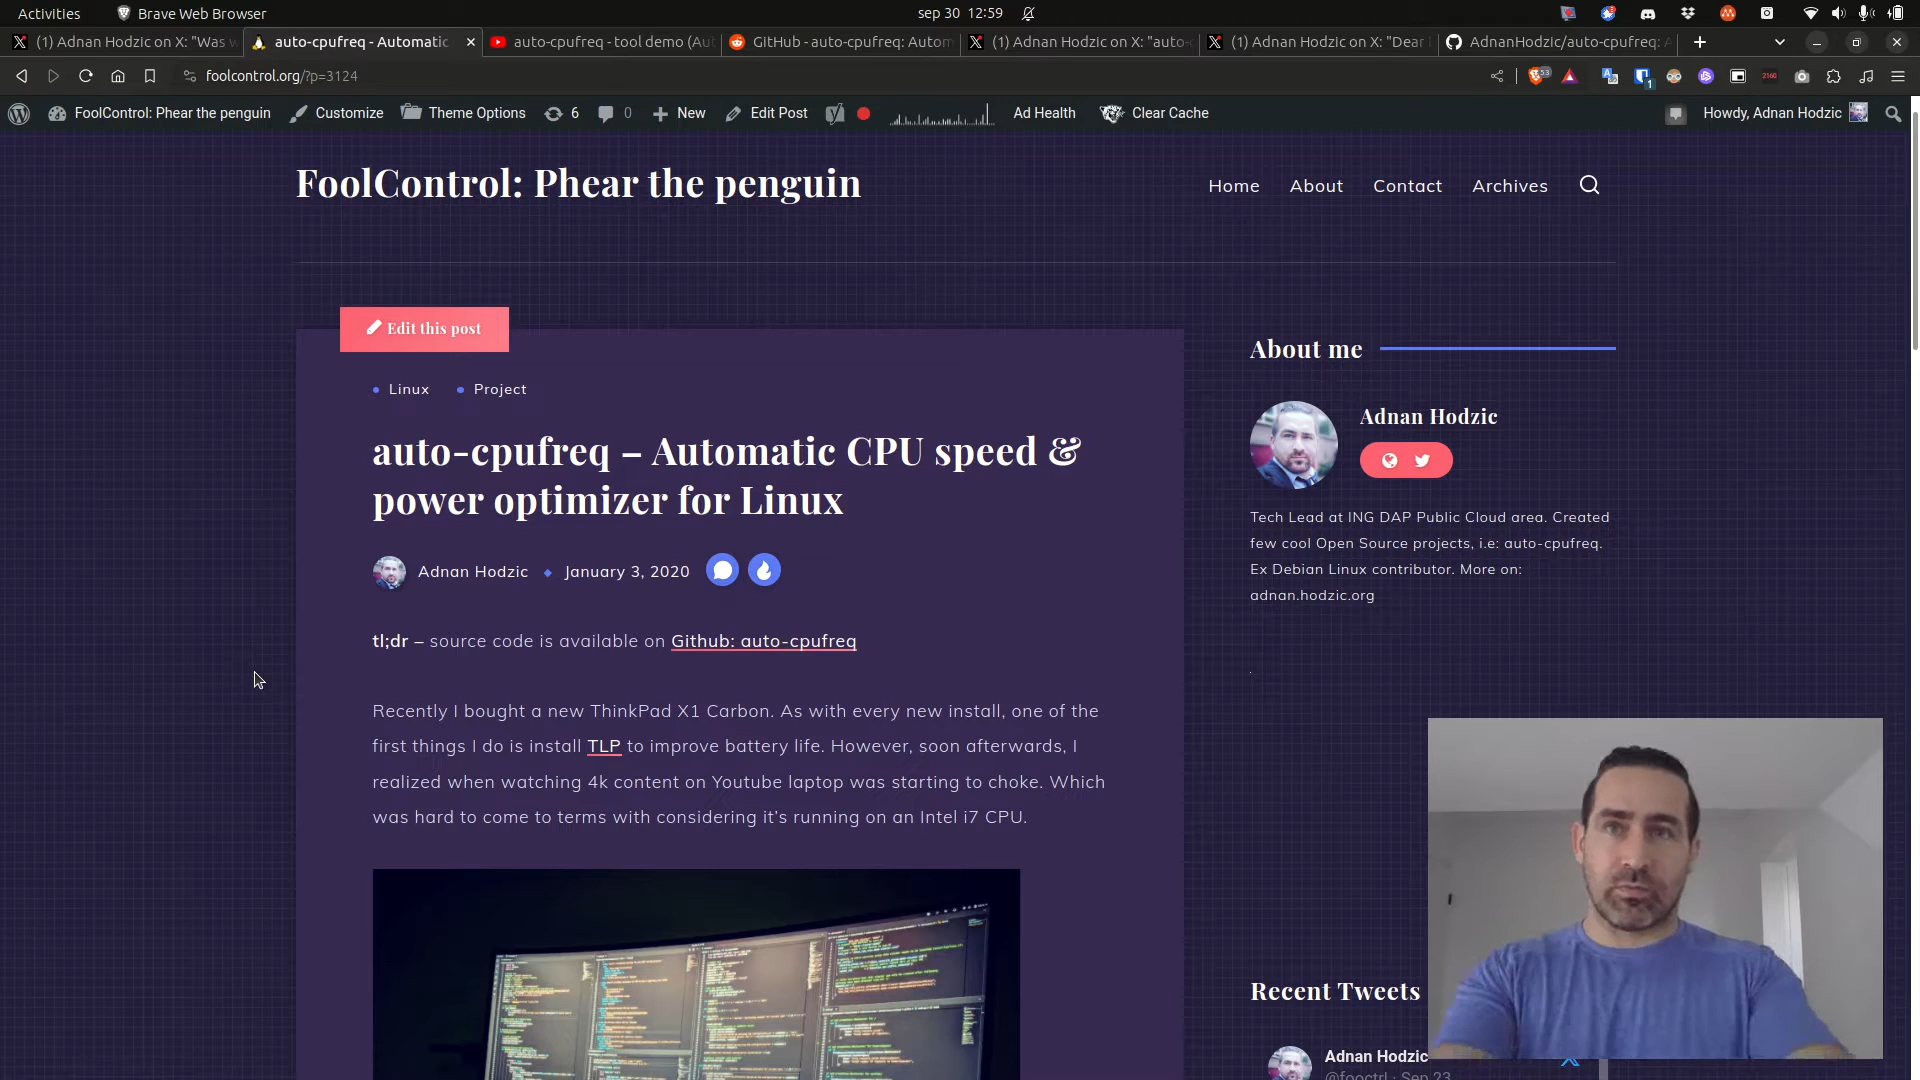 Activities
Brave Web Browser
sep 30 12:59
(1) Adnan Hodzic on X: "Was w
auto-cpufreq - Automatic
auto-cpufreq - tool demo (Aut
GitHub - auto-cpufreq: Autom
(1) Adnan Hodzic on X: "auto-
(1) Adnan Hodzic on X: "Dear
AdnanHodzic/auto-cpufreq: A
foolcontrol.org/?p=3124
53
1
2160
FoolControl: Phear the penguin
Customize
Theme Options
6
0
New
Edit Post
Ad Health
Clear Cache
Howdy, Adnan Hodzic
FoolControl: Phear the penguin
Home
About
Contact
Archives
Edit this post
Linux
Project
auto-cpufreq – Automatic CPU speed &
power optimizer for Linux
Adnan Hodzic
January 3, 2020
tl;dr – source code is available on Github: auto-cpufreq
Recently I bought a new ThinkPad X1 Carbon. As with every new install, one of the
first things I do is install TLP to improve battery life. However, soon afterwards, I
realized when watching 4k content on Youtube laptop was starting to choke. Which
was hard to come to terms with considering it's running on an Intel i7 CPU.
About me
Adnan Hodzic
Tech Lead at ING DAP Public Cloud area. Created
few cool Open Source projects, i.e: auto-cpufreq.
Ex Debian Linux contributor. More on:
adnan.hodzic.org
Recent Tweets
Adnan Hodzic
@fooctrl · Sep 23